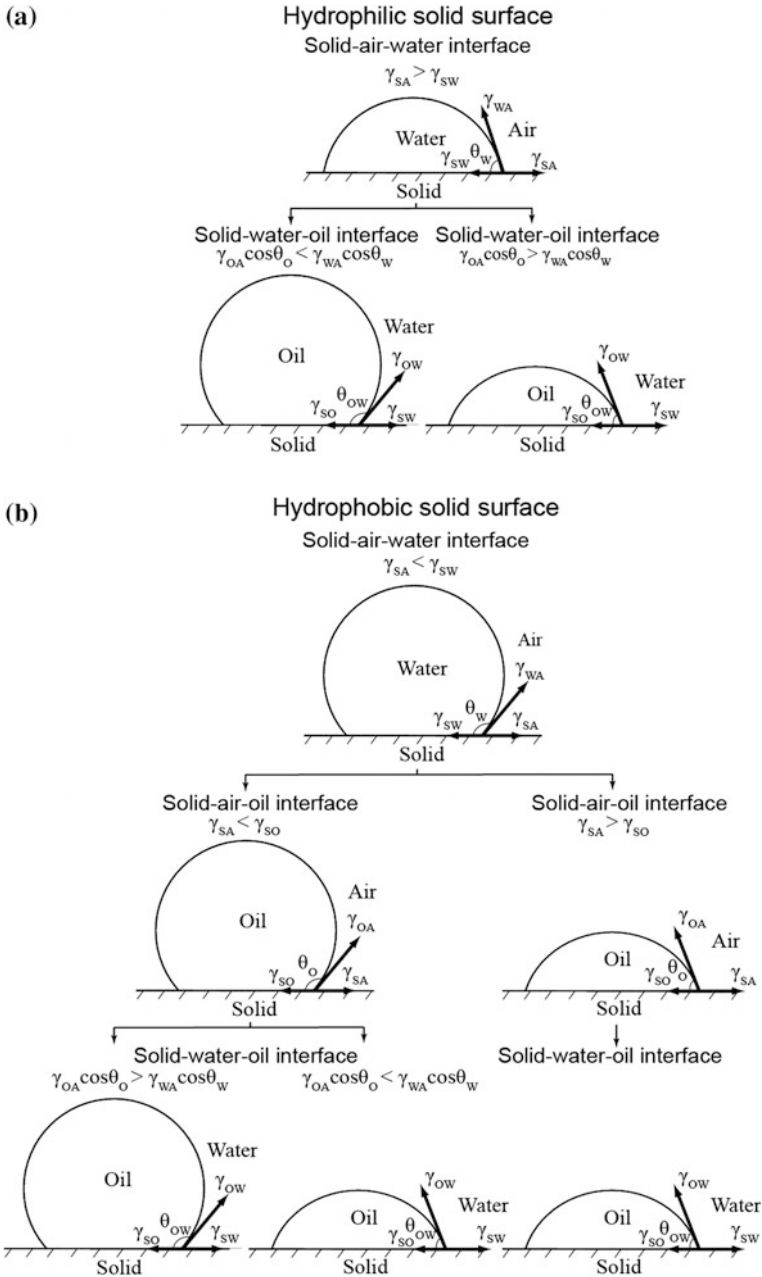 (a)
Hydrophilic solid surface
Solid-air-water interface
γSA > γSW
γWA
Air
Water
γSW θW γSA
Solid
Solid-water-oil interface Solid-water-oil interface
γOAcosθO < γWAcosθW γOAcosθO > γWAcosθW
Water
Oil
γOW
γOW
Water
Oil
γSO θOW γSW γSO θOW γSW
Solid Solid
(b)
Hydrophobic solid surface
Solid-air-water interface
γSA < γSW
Air
Water
γWA
γSW θW γSA
Solid
Solid-air-oil interface Solid-air-oil interface
γSA < γSO γSA > γSO
Air
Oil
γOA
γOA
Air
Oil
γSO θO γSA γSO θO γSA
Solid Solid
Solid-water-oil interface Solid-water-oil interface
γOAcosθO > γWAcosθW γOAcosθO < γWAcosθW
Water
Oil
γOW γOW γOW
Water Water
Oil Oil
γSO θOW γSW γSO θOW γSW γSO θOW γSW
Solid Solid Solid